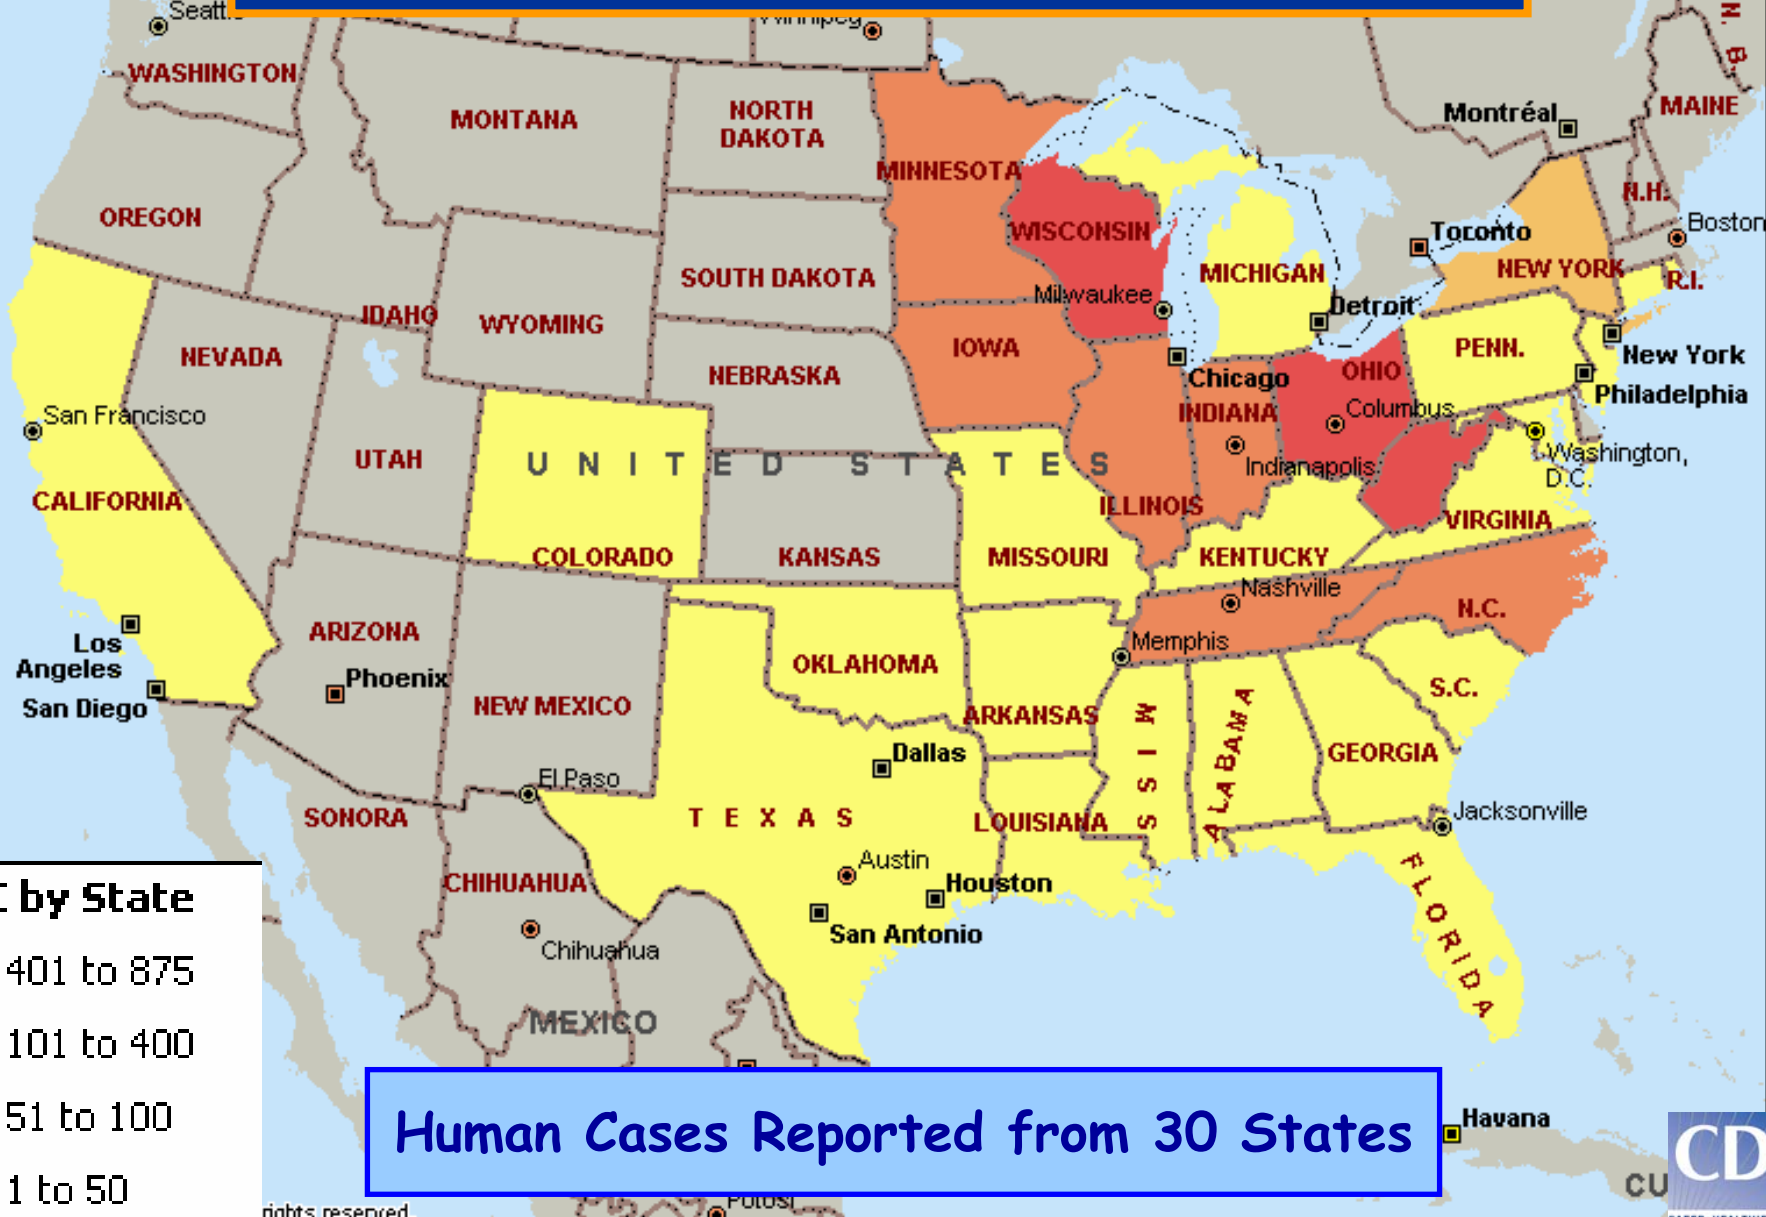 Seatt
Winnipeg
N. B.
WASHINGTON
MONTANA
NORTH
DAKOTA
MINNESOTA
Montréal
MAINE
OREGON
WISCONSIN
N.H.
Boston
Toronto
SOUTH DAKOTA
MICHIGAN
NEW YORK
R.I.
IDAHO
WYOMING
Milwaukee
Detroit
NEVADA
IOWA
PENN.
New York
NEBRASKA
Chicago
OHIO
Philadelphia
San Francisco
INDIANA
Columbus
UTAH
UNITED STATES
Indianapolis
Washington,
D.C.
CALIFORNIA
ILLINOIS
VIRGINIA
COLORADO
KANSAS
MISSOURI
KENTUCKY
Nashville
N.C.
Los
Angeles
ARIZONA
Memphis
OKLAHOMA
Phoenix
San Diego
NEW MEXICO
ARKANSAS
S.C.
MISS
ALABAMA
GEORGIA
Dallas
El Paso
SONORA
TEXAS
LOUISIANA
Jacksonville
Austin
CHIHUAHUA
Houston
FLORIDA
San Antonio
Chihuahua
MEXICO
by State
401 to 875
101 to 400
51 to 100
1 to 50
Human Cases Reported from 30 States
Havana
CU
CD
rights reserved
Potosí